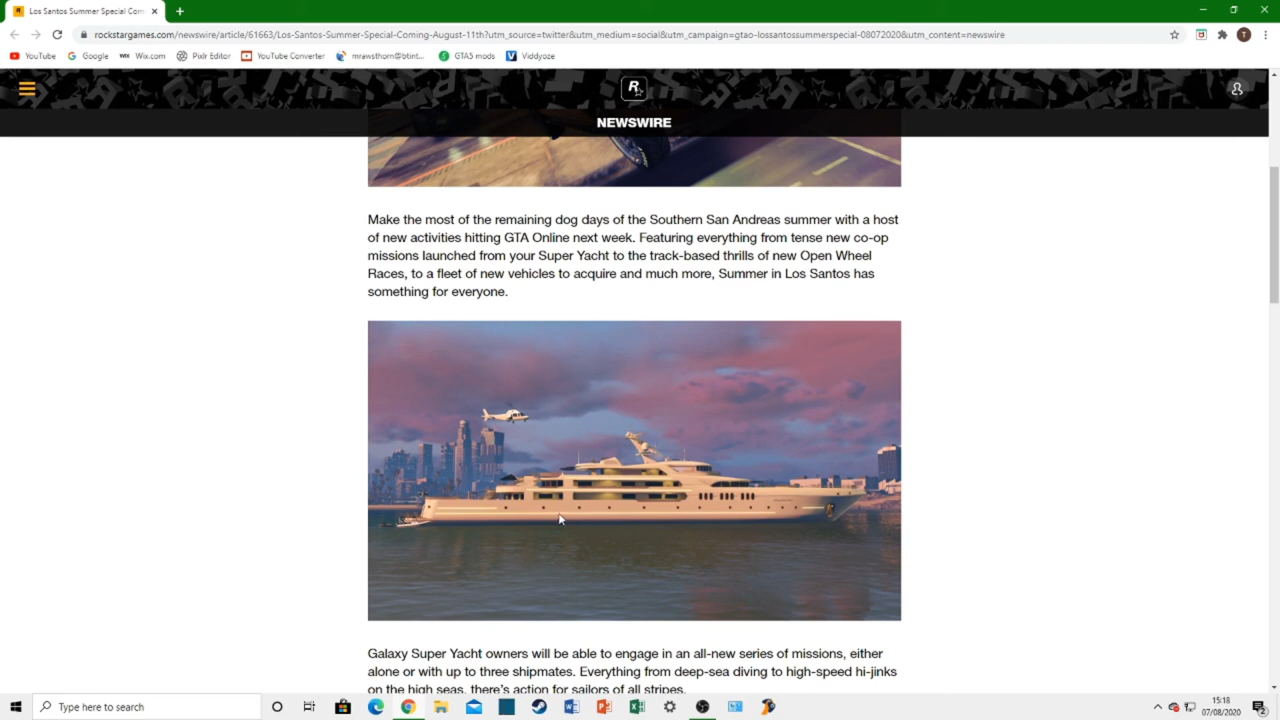 Los Santos Summer Special Com
rockstargames.com/newswire/article/61663/Los-Santos-Summer-Special-Coming-August-11th?utm_source=twitter&utm_medium=social&utm_campaign=gtao-lossantossummerspecial-08072020&utm_content=newswire
T
YouTube Google WiX Wix.com Pixlr Editor YouTube Converter mrawsthorn@btint... GTA5 mods Viddyoze
NEWSWIRE
Make the most of the remaining dog days of the Southern San Andreas summer with a host
of new activities hitting GTA Online next week. Featuring everything from tense new co-op
missions launched from your Super Yacht to the track-based thrills of new Open Wheel
Races, to a fleet of new vehicles to acquire and much more, Summer in Los Santos has
something for everyone.
Galaxy Super Yacht owners will be able to engage in an all-new series of missions, either
alone or with up to three shipmates. Everything from deep-sea diving to high-speed hi-jinks
on the high seas, there's action for sailors of all stripes.
Type here to search
15:18
07/08/2020
2